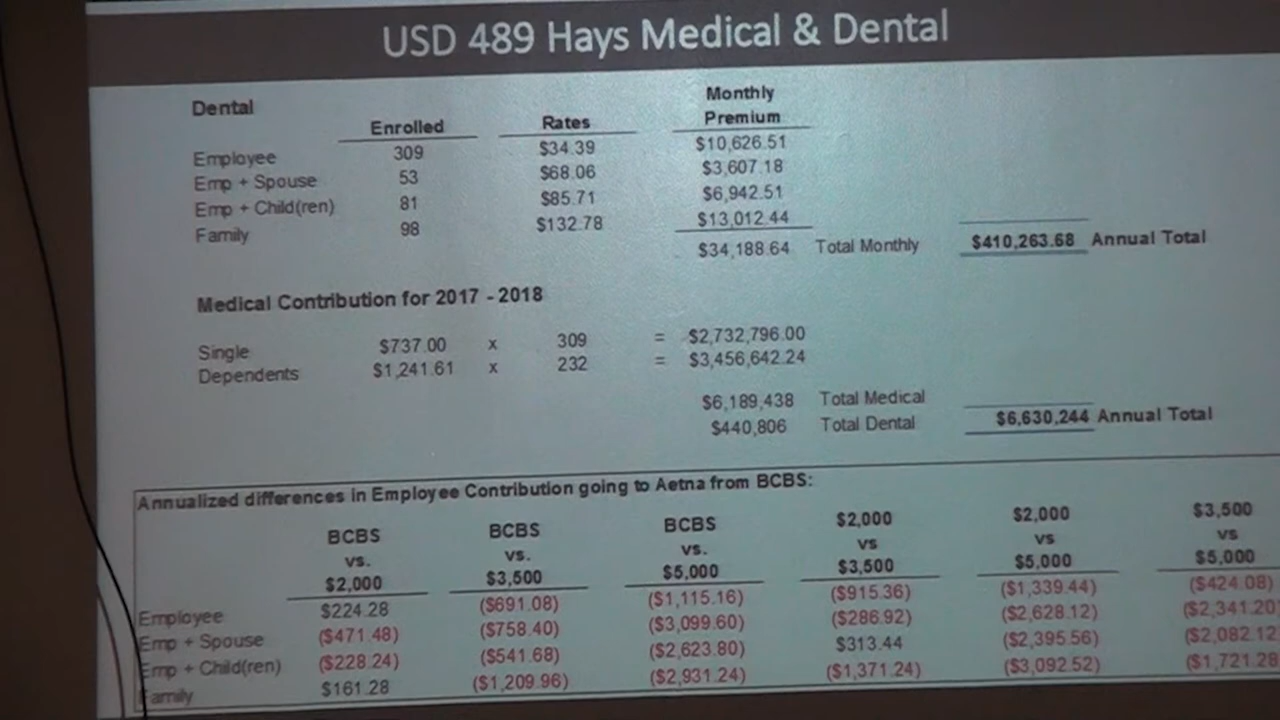 USD 489 Hays Medical & Dental
Dental Enrolled Rates Monthly Premium
Employee 309 $34.39 $10,626.51
Emp + Spouse 53 $68.06 $3,607.18
Emp + Child(ren) 81 $85.71 $6,942.51
Family 98 $132.78 $13,012.44
$34,188.64 Total Monthly $410,263.68 Annual Total
Medical Contribution for 2017 - 2018
Single $737.00 x 309 = $2,732,796.00
Dependents $1,241.61 x 232 = $3,456,642.24
$6,189,438 Total Medical
$440,806 Total Dental $6,630,244 Annual Total
Annualized differences in Employee Contribution going to Aetna from BCBS:
BCBS BCBS BCBS $2,000 $2,000 $3,500
vs. vs. vs. vs vs vs
$2,000 $3,500 $5,000 $3,500 $5,000 $5,000
Employee $224.28 ($691.08) ($1,115.16) ($915.36) ($1,339.44) ($424.08)
Emp + Spouse ($471.48) ($758.40) ($3,099.60) ($286.92) ($2,628.12) ($2,341.20)
Emp + Child(ren) ($228.24) ($541.68) ($2,623.80) $313.44 ($2,395.56) ($2,082.12
Family $161.28 ($1,209.96) ($2,931.24) ($1,371.24) ($3,092.52) ($1,721.28